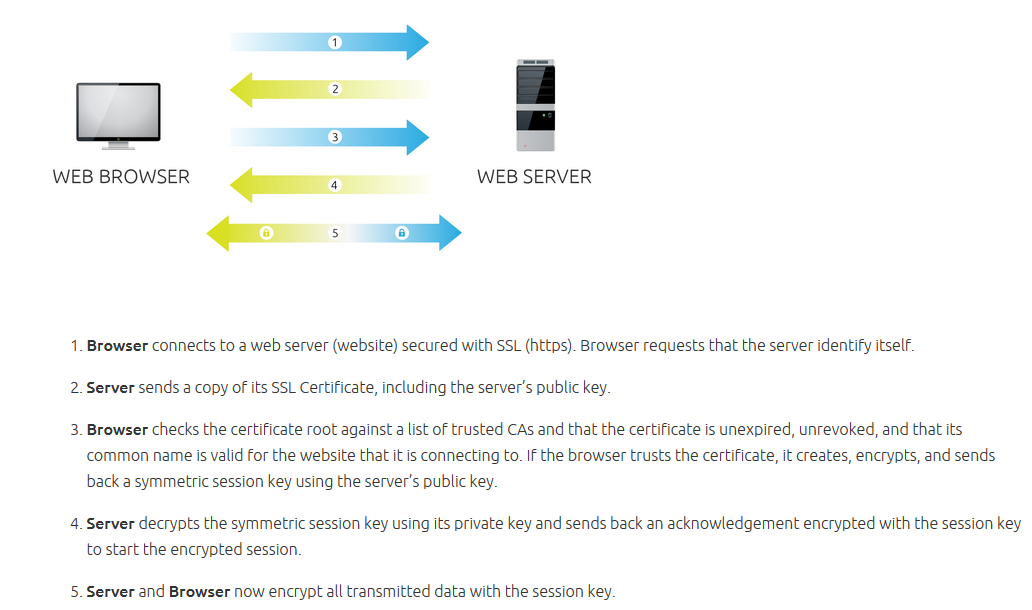 1
2
3
WEB BROWSER
WEB SERVER
4
5
1. Browser connects to a web server (website) secured with SSL (https). Browser requests that the server identify itself.
2. Server sends a copy of its SSL Certificate, including the server’s public key.
3. Browser checks the certificate root against a list of trusted CAs and that the certificate is unexpired, unrevoked, and that its
common name is valid for the website that it is connecting to. If the browser trusts the certificate, it creates, encrypts, and sends
back a symmetric session key using the server’s public key.
4. Server decrypts the symmetric session key using its private key and sends back an acknowledgement encrypted with the session key
to start the encrypted session.
5. Server and Browser now encrypt all transmitted data with the session key.